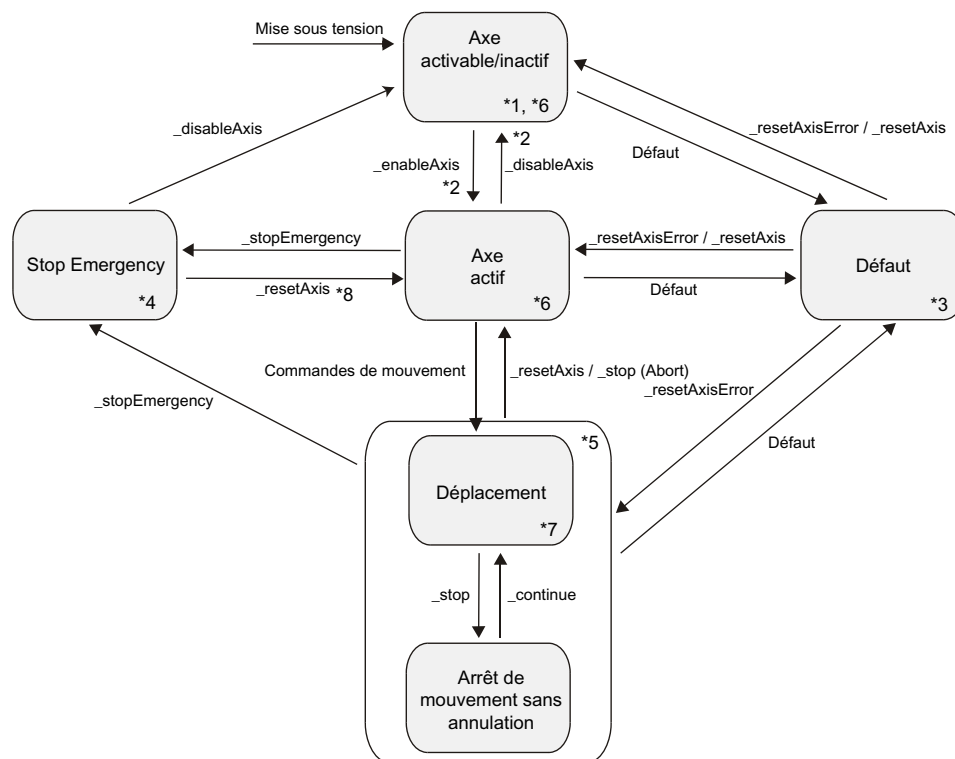 Mise sous tension
Axe
activable/inactif
*1, *6
_disableAxis
_resetAxisError / _resetAxis
*2
Défaut
_enableAxis
_disableAxis
*2
Stop Emergency
*4
_stopEmergency
_resetAxis *8
Axe
actif
*6
_resetAxisError / _resetAxis
Défaut
Défaut
*3
Commandes de mouvement
_resetAxis / _stop (Abort)
_resetAxisError
_stopEmergency
Défaut
*5
Déplacement
*7
_stop
_continue
Arrêt de
mouvement sans
annulation